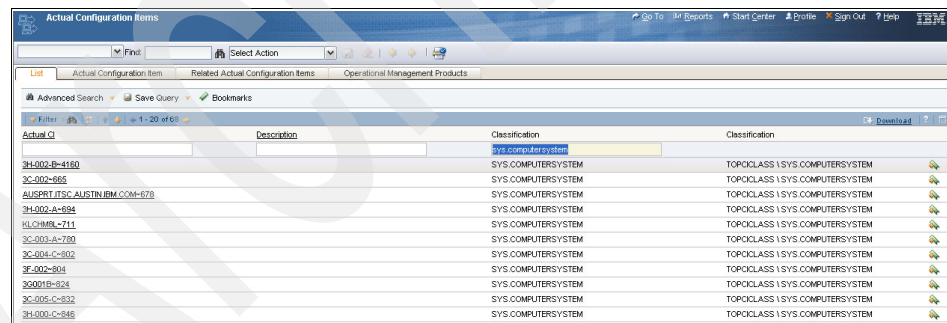 Actual Configuration Items
Go To Reports Start Center Profile Sign Out ? Help IBM
Find: Select Action
List Actual Configuration Item Related Actual Configuration Items Operational Management Products
Advanced Search Save Query Bookmarks
Filter 1 - 20 of 68 Download ?
Actual CI Description Classification Classification
sys.computersystem
3H-002-B~4160 SYS.COMPUTERSYSTEM TOPCICLASS \ SYS.COMPUTERSYSTEM
3C-002~665 SYS.COMPUTERSYSTEM TOPCICLASS \ SYS.COMPUTERSYSTEM
AUSPRT.ITSC.AUSTIN.IBM.COM~678 SYS.COMPUTERSYSTEM TOPCICLASS \ SYS.COMPUTERSYSTEM
3H-002-A~694 SYS.COMPUTERSYSTEM TOPCICLASS \ SYS.COMPUTERSYSTEM
KLCHM8L~711 SYS.COMPUTERSYSTEM TOPCICLASS \ SYS.COMPUTERSYSTEM
3C-003-A~780 SYS.COMPUTERSYSTEM TOPCICLASS \ SYS.COMPUTERSYSTEM
3C-004-C~802 SYS.COMPUTERSYSTEM TOPCICLASS \ SYS.COMPUTERSYSTEM
3F-002~804 SYS.COMPUTERSYSTEM TOPCICLASS \ SYS.COMPUTERSYSTEM
3G001B~824 SYS.COMPUTERSYSTEM TOPCICLASS \ SYS.COMPUTERSYSTEM
3C-005-C~832 SYS.COMPUTERSYSTEM TOPCICLASS \ SYS.COMPUTERSYSTEM
3H-000-C~846 SYS.COMPUTERSYSTEM TOPCICLASS \ SYS.COMPUTERSYSTEM